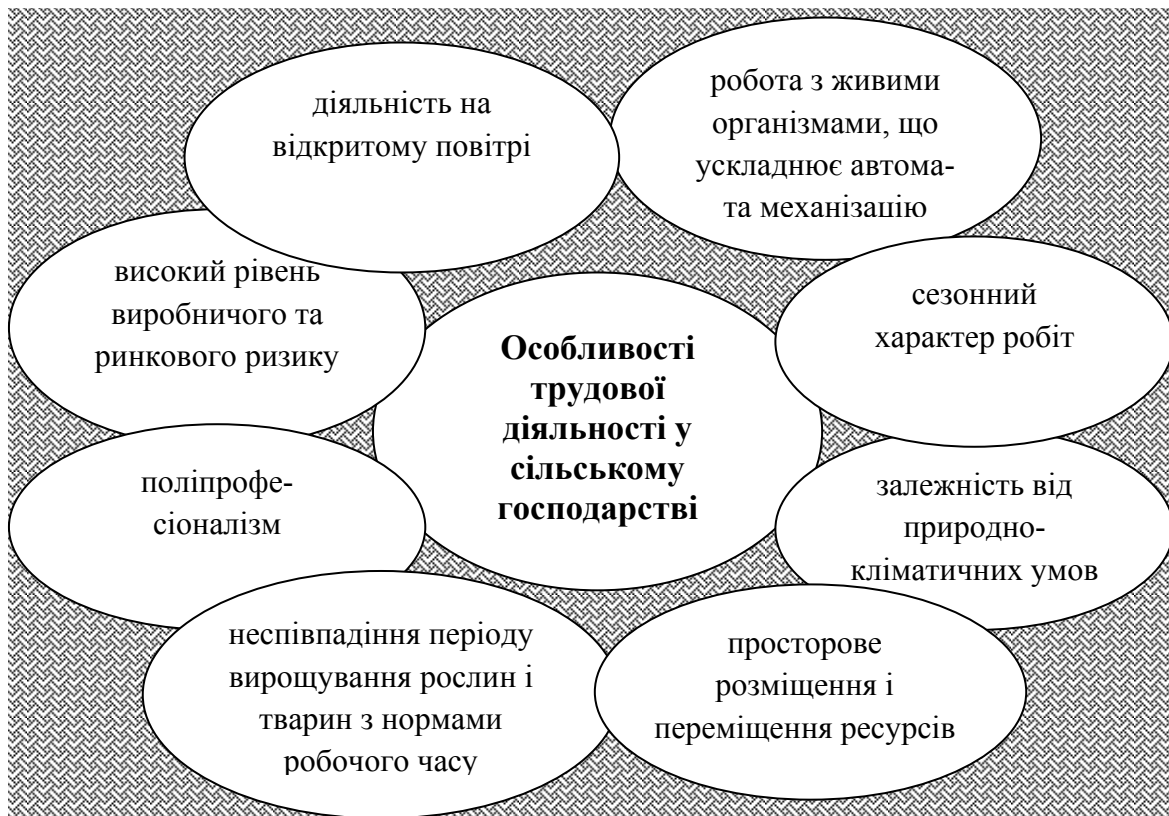 діяльність на
відкритому повітрі
робота з живими
організмами, що
ускладнює автома-
та механізацію
високий рівень
виробничого та
ринкового ризику
сезонний
характер робіт
Особливості
трудової
діяльності у
сільському
господарстві
поліпрофе-
сіоналізм
залежність від
природно-
кліматичних умов
неспівпадіння періоду
вирощування рослин і
тварин з нормами
робочого часу
просторове
розміщення і
переміщення ресурсів